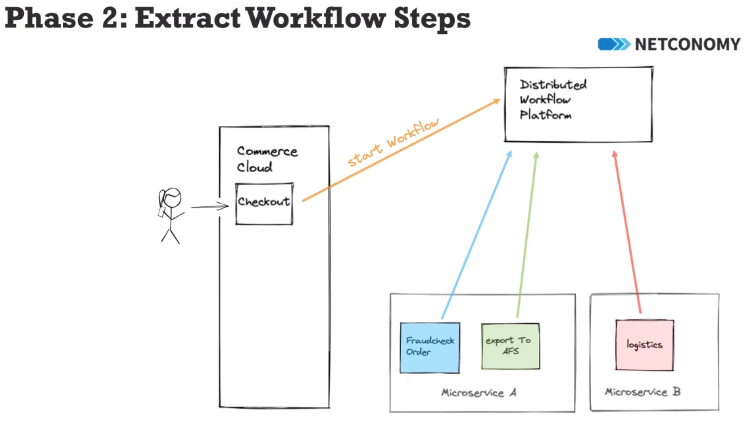 Phase 2: Extract Workflow Steps
NETCONOMY
Distributed
Workflow
Platform
start Workflow
Commerce
Cloud
Checkout
Fraudcheck
Order
export To
AFS
logistics
Microservice A
Microservice B